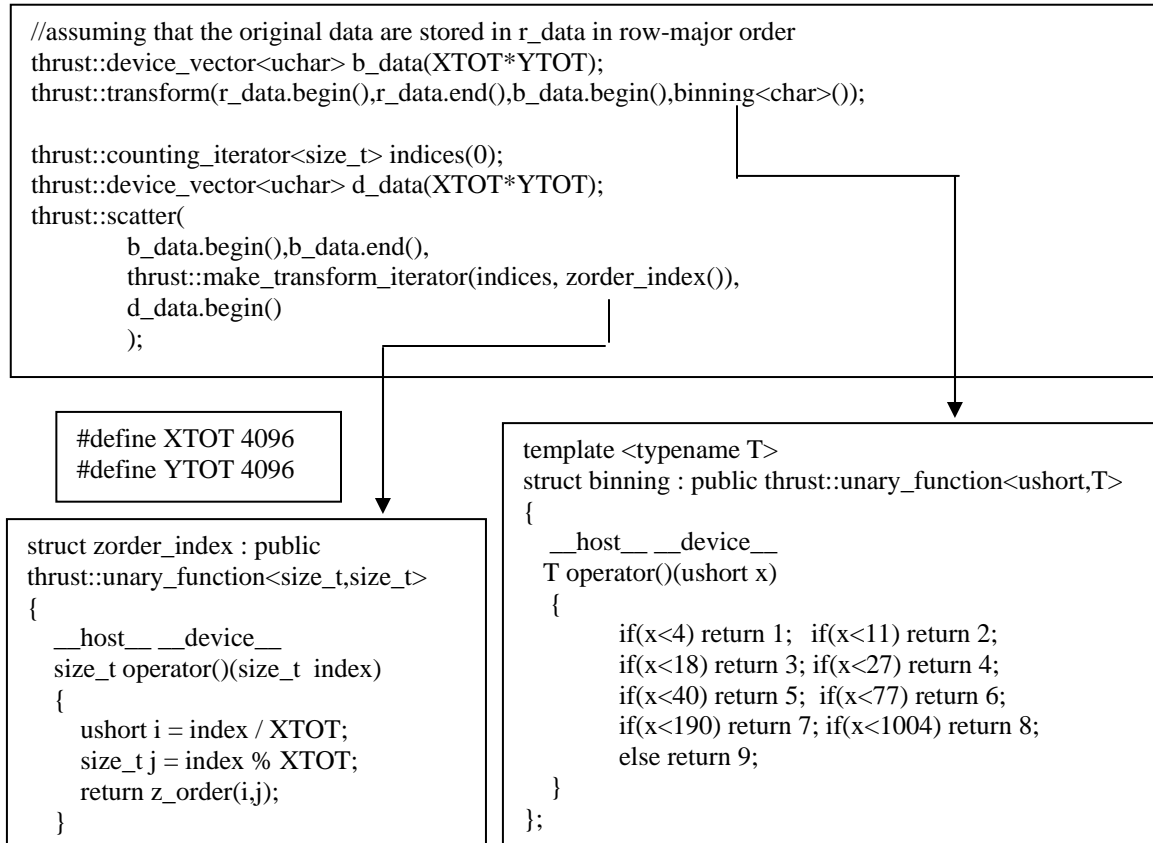 //assuming that the original data are stored in r_data in row-major order
thrust::device_vector<uchar> b_data(XTOT*YTOT);
thrust::transform(r_data.begin(),r_data.end(),b_data.begin(),binning<char>());
thrust::counting_iterator<size_t> indices(0);
thrust::device_vector<uchar> d_data(XTOT*YTOT);
thrust::scatter(
b_data.begin(),b_data.end(),
thrust::make_transform_iterator(indices, zorder_index()),
d_data.begin()
);
#define XTOT 4096
#define YTOT 4096
struct zorder_index : public
thrust::unary_function<size_t,size_t>
{
__host__ __device__
size_t operator()(size_t index)
{
ushort i = index / XTOT;
size_t j = index % XTOT;
return z_order(i,j);
}
template <typename T>
struct binning : public thrust::unary_function<ushort,T>
{
__host__ __device__
T operator()(ushort x)
{
if(x<4) return 1; if(x<11) return 2;
if(x<18) return 3; if(x<27) return 4;
if(x<40) return 5; if(x<77) return 6;
if(x<190) return 7; if(x<1004) return 8;
else return 9;
}
};